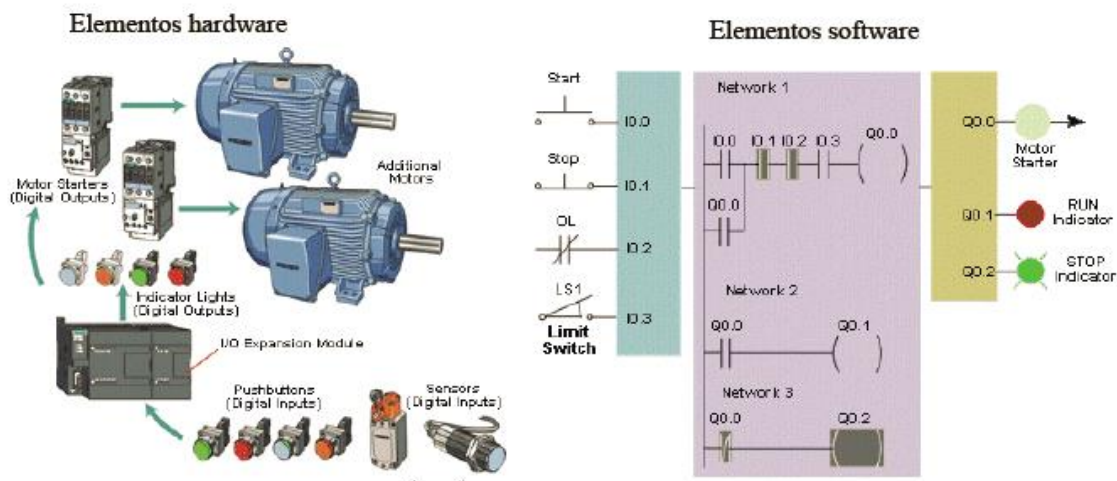 Elementos hardware
Motor Starters
(Digital Outputs)
Additional
Motors
Indicator Lights
(Digital Outputs)
I/O Expansion Module
Pushbuttons
(Digital Inputs)
Sensors
(Digital Inputs)
Elementos software
Start
I0.0
Stop
I0.1
OL
I0.2
LS1
I0.3
Limit
Switch
Network 1
I0.0 I0.1 I0.2 I0.3 Q0.0
Q0.0
Network 2
Q0.0 Q0.1
Network 3
Q0.0 Q0.2
Q0.0
Motor
Starter
Q0.1
RUN
Indicator
Q0.2
STOP
Indicator